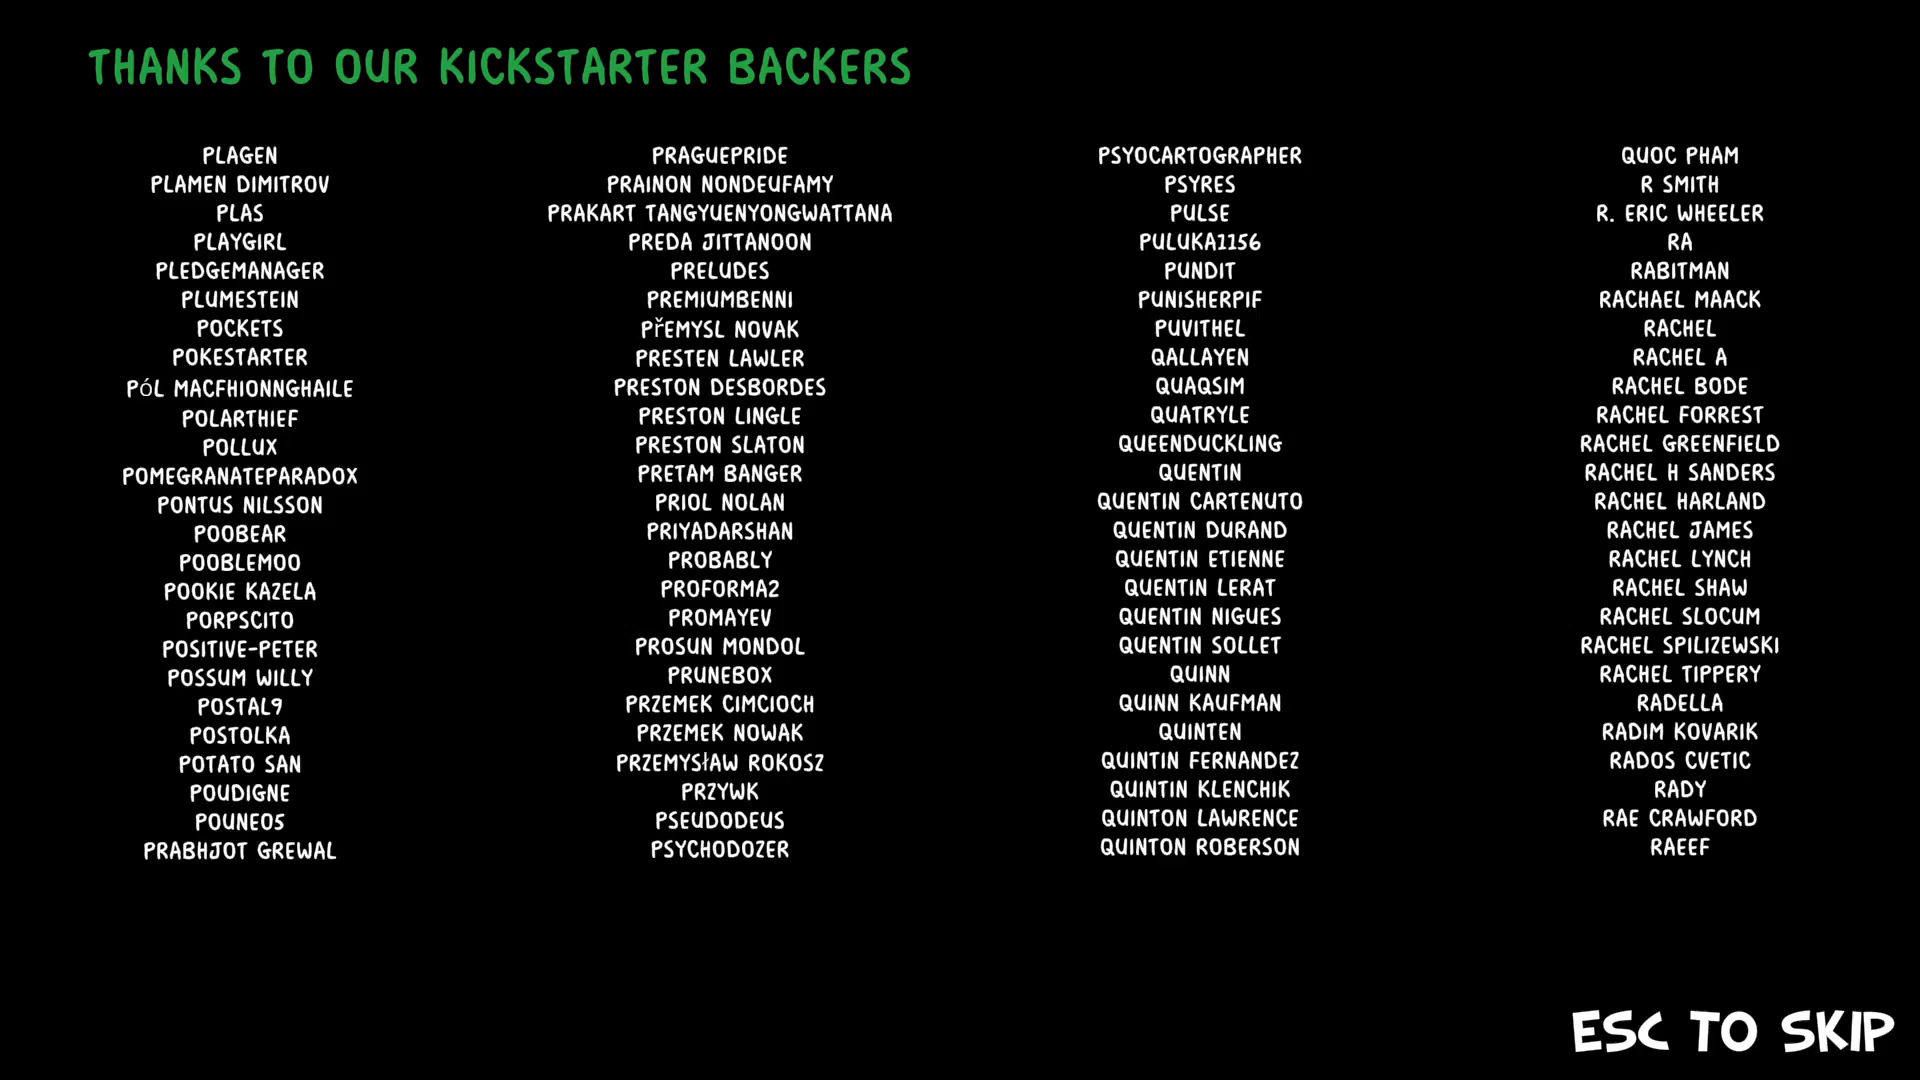 THANKS TO OUR KICKSTARTER BACKERS
PLAGEN
PLAMEN DIMITROV
PLAS
PLAYGIRL
PLEDGEMANAGER
PLUMESTEIN
POCKETS
POKESTARTER
PÓL MACFHIONNGHAILE
POLARTHIEF
POLLUX
POMEGRANATEPARADOX
PONTUS NILSSON
POOBEAR
POOBLEMOO
POOKIE KAZELA
PORPSCITO
POSITIVE-PETER
POSSUM WILLY
POSTAL9
POSTOLKA
POTATO SAN
POUDIGNE
POUNE05
PRABHJOT GREWAL
PRAGUEPRIDE
PRAINON NONDEUFAMY
PRAKART TANGYUENYONGWATTANA
PREDA JITTANOON
PRELUDES
PREMIUMBENNI
PŘEMYSL NOVAK
PRESTEN LAWLER
PRESTON DESBORDES
PRESTON LINGLE
PRESTON SLATON
PRETAM BANGER
PRIOL NOLAN
PRIYADARSHAN
PROBABLY
PROFORMA2
PROMAYEV
PROSUN MONDOL
PRUNEBOX
PRZEMEK CIMCIOCH
PRZEMEK NOWAK
PRZEMYSłAW ROKOSZ
PRZYWK
PSEUDODEUS
PSYCHODOZER
PSYOCARTOGRAPHER
PSYRES
PULSE
PULUKA1156
PUNDIT
PUNISHERPIF
PUVITHEL
QALLAYEN
QUAQSIM
QUATRYLE
QUEENDUCKLING
QUENTIN
QUENTIN CARTENUTO
QUENTIN DURAND
QUENTIN ETIENNE
QUENTIN LERAT
QUENTIN NIGUES
QUENTIN SOLLET
QUINN
QUINN KAUFMAN
QUINTEN
QUINTIN FERNANDEZ
QUINTIN KLENCHIK
QUINTON LAWRENCE
QUINTON ROBERSON
QUOC PHAM
R SMITH
R. ERIC WHEELER
RA
RABITMAN
RACHAEL MAACK
RACHEL
RACHEL A
RACHEL BODE
RACHEL FORREST
RACHEL GREENFIELD
RACHEL H SANDERS
RACHEL HARLAND
RACHEL JAMES
RACHEL LYNCH
RACHEL SHAW
RACHEL SLOCUM
RACHEL SPILIZEWSKI
RACHEL TIPPERY
RADELLA
RADIM KOVARIK
RADOS CVETIC
RADY
RAE CRAWFORD
RAEEF
ESC TO SKIP